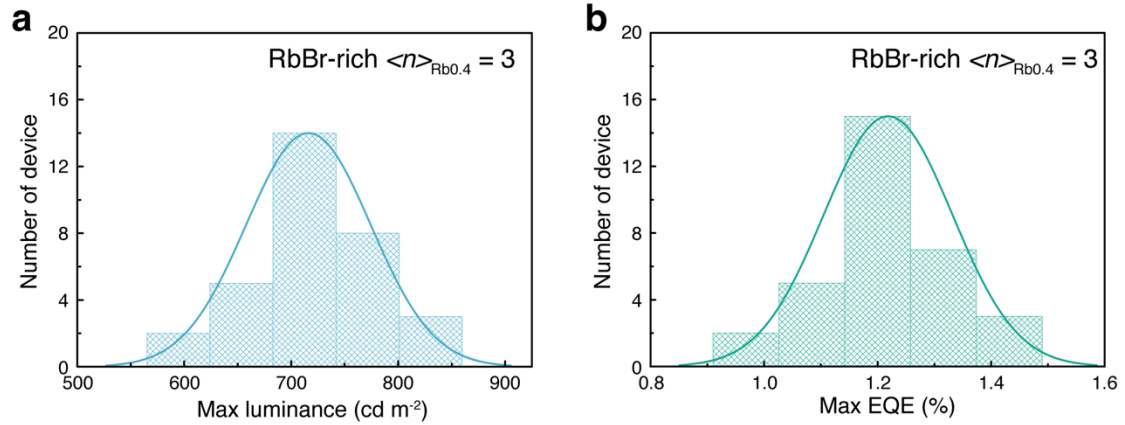 a
RbBr-rich <n>Rb0.4 = 3
Number of device
20
16
12
8
4
0
500 600 700 800 900
Max luminance (cd m-2)
b
RbBr-rich <n>Rb0.4 = 3
Number of device
20
16
12
8
4
0
0.8 1.0 1.2 1.4 1.6
Max EQE (%)